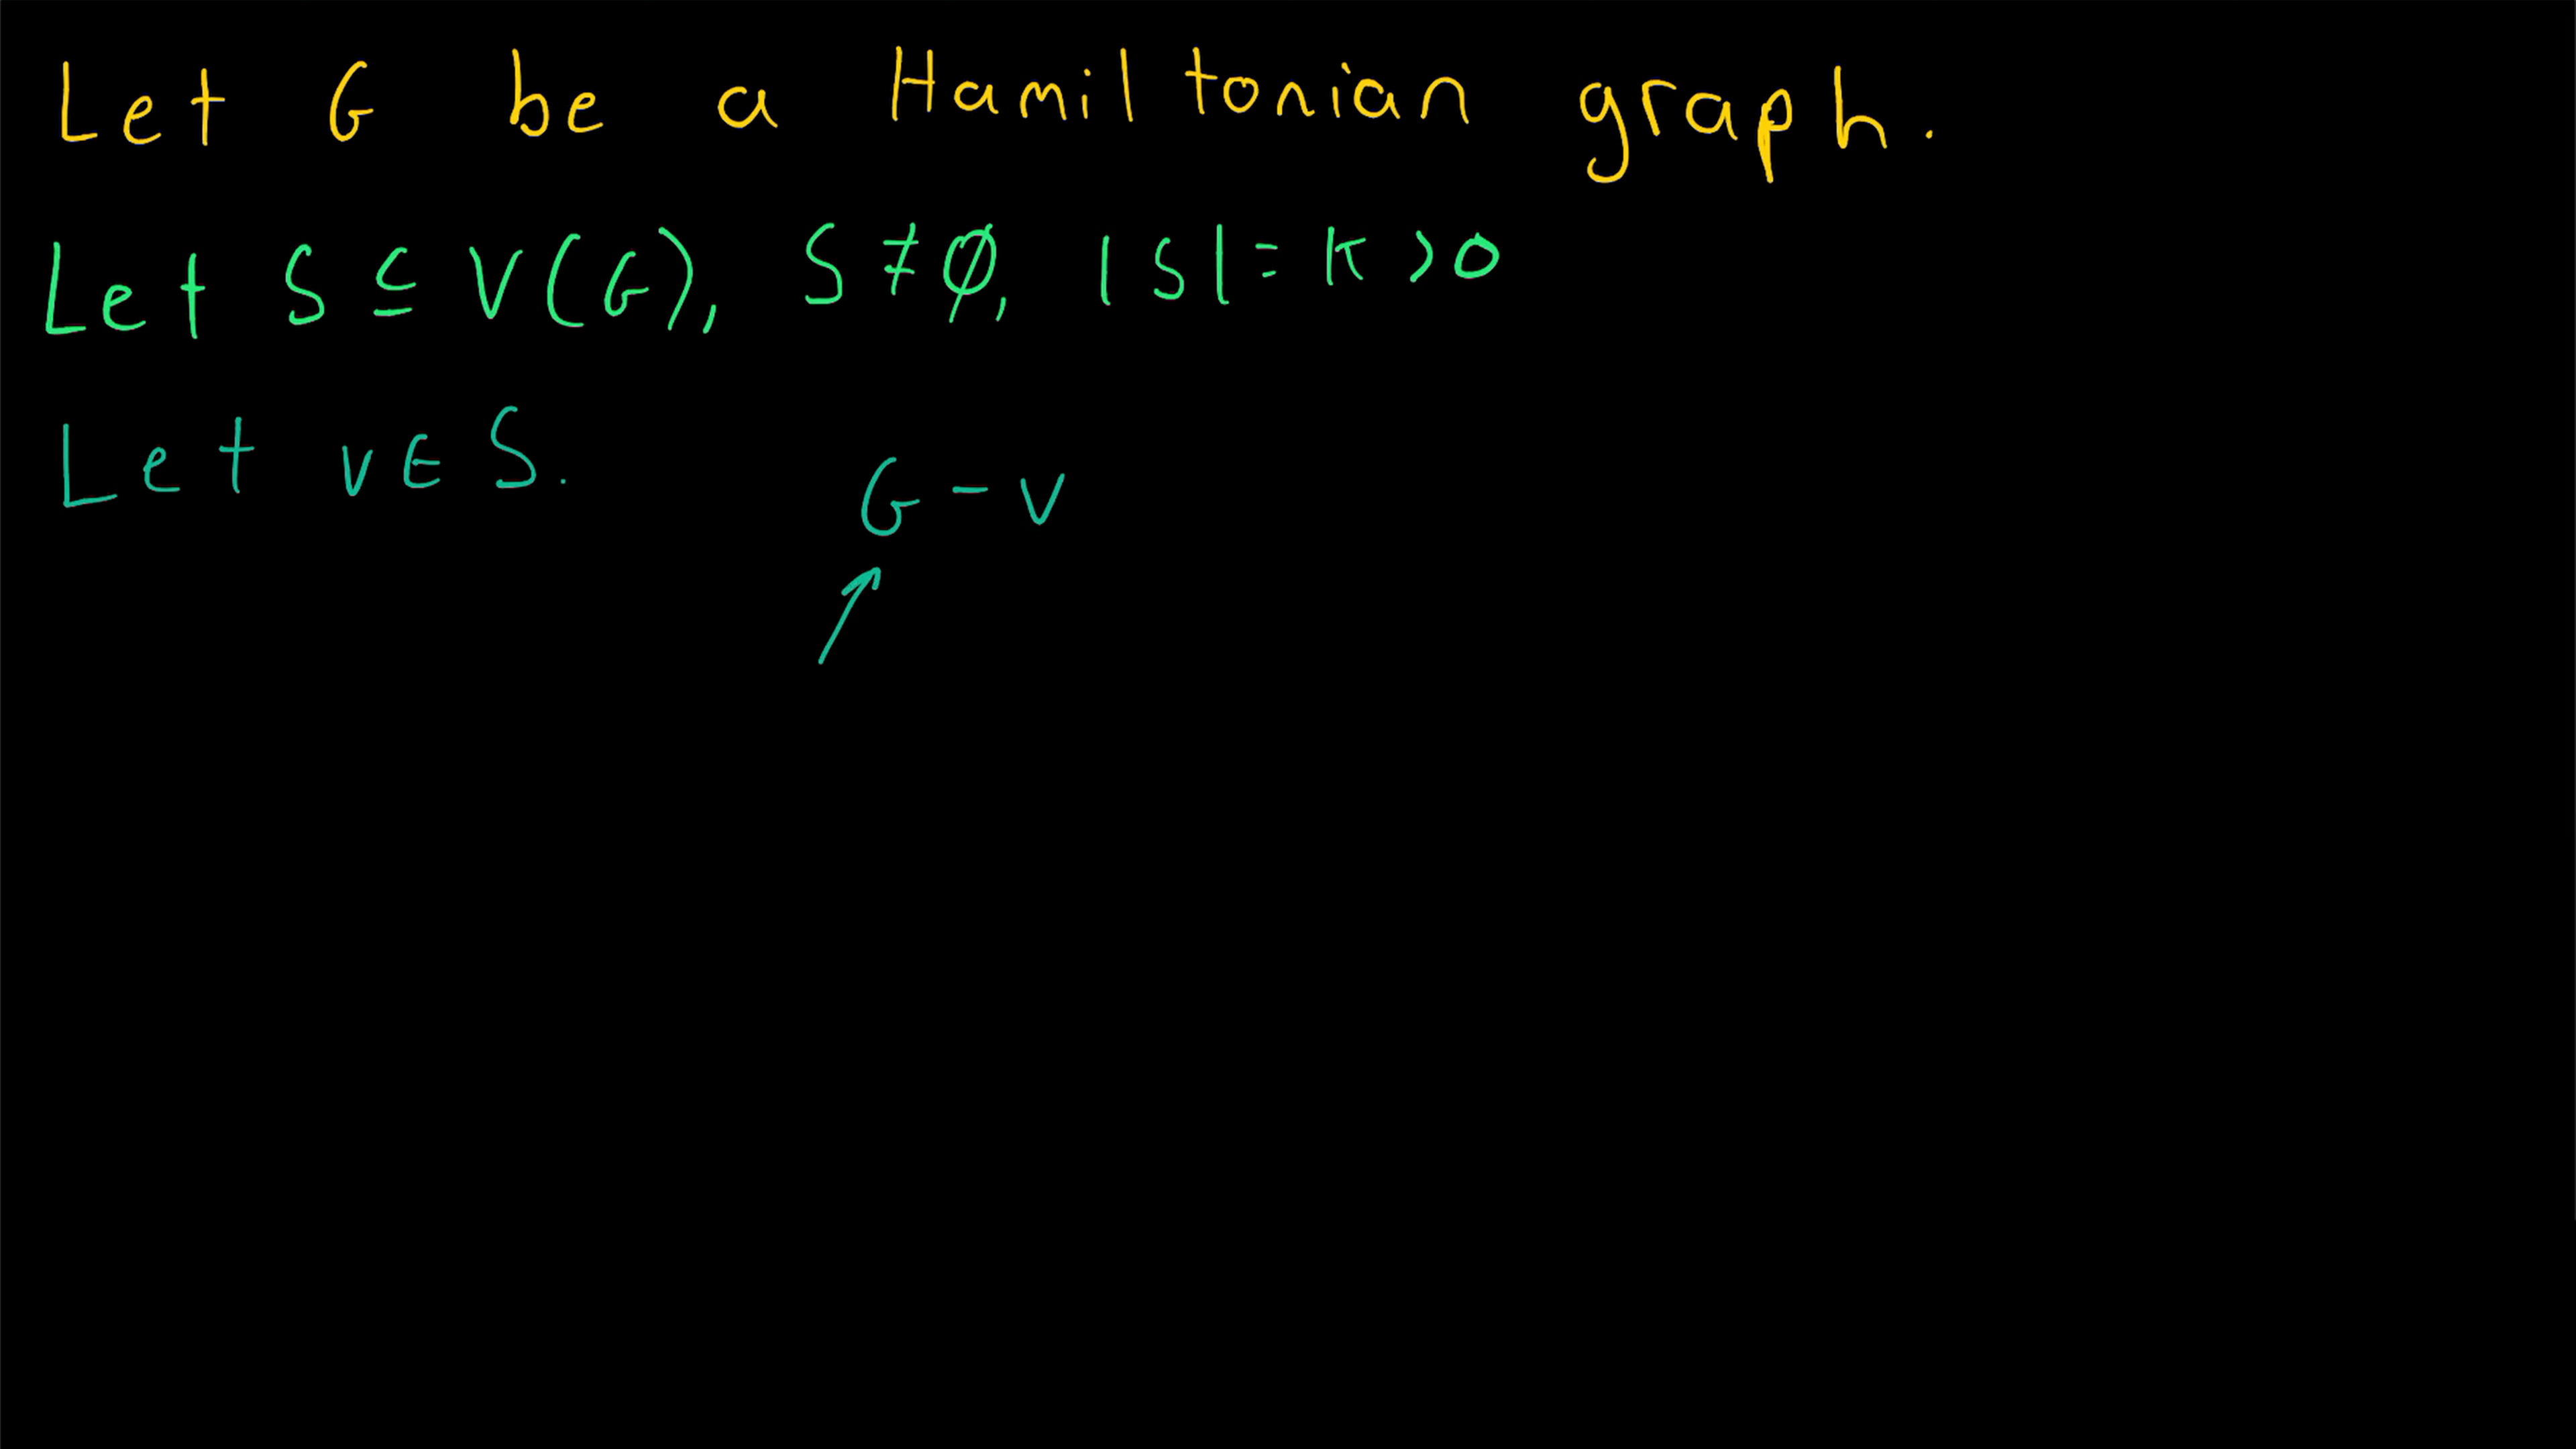 Let G be a Hamiltonian graph.
Let S ⊆ V(G), S ≠ ∅, |S| = k > 0
Let v ∈ S.
G - v